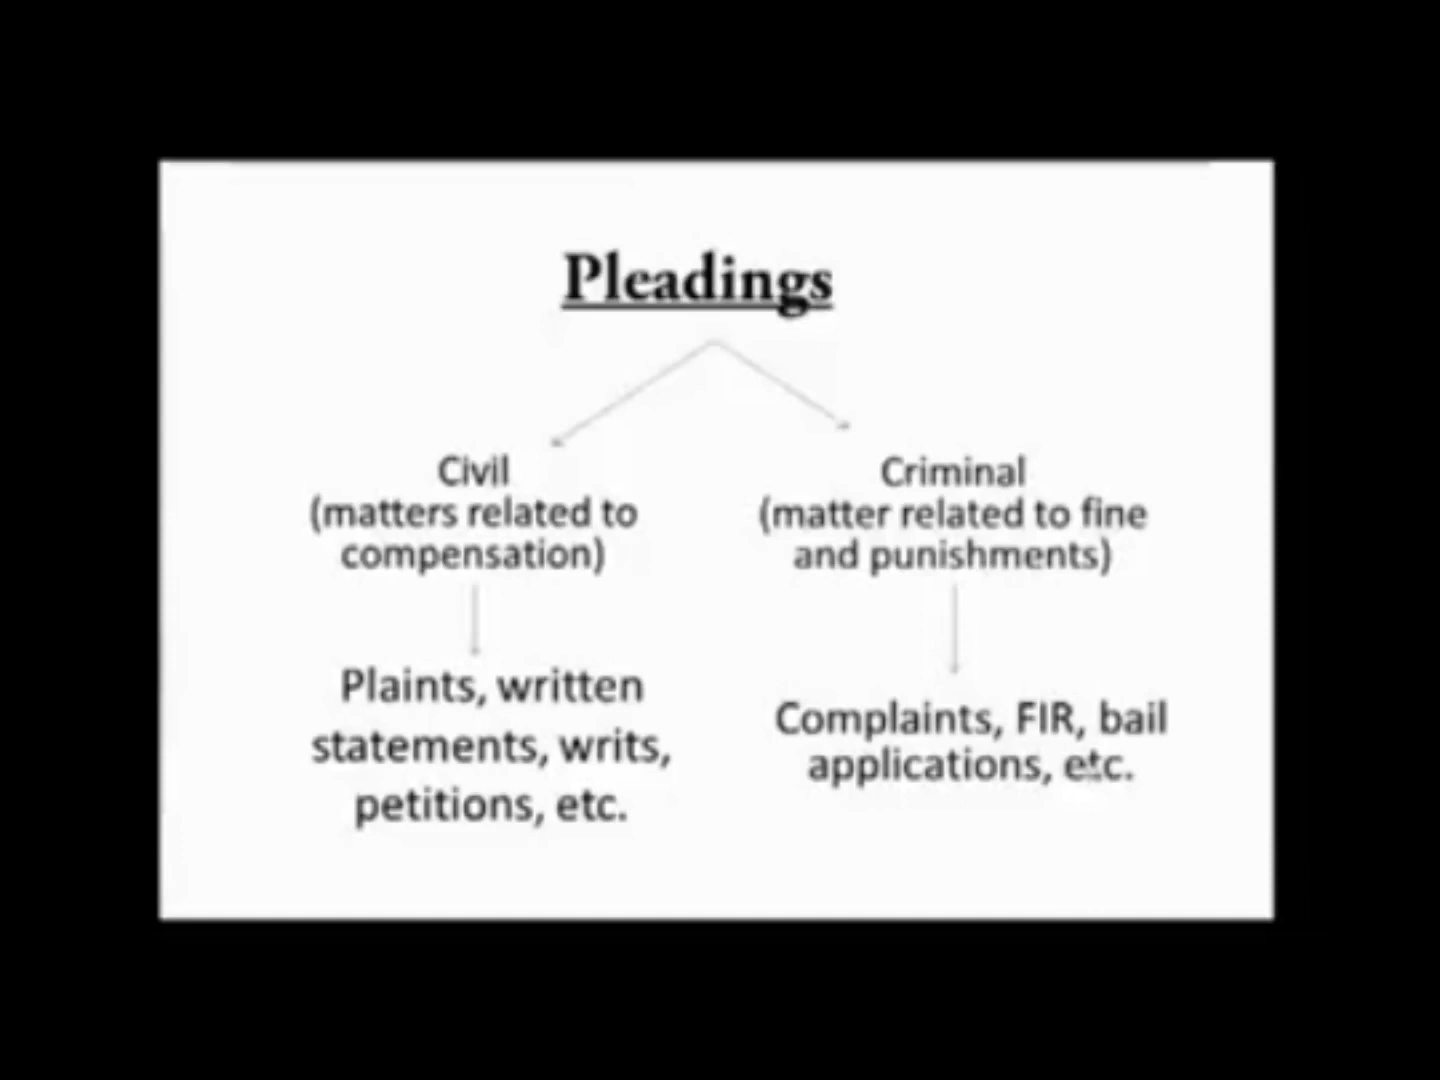 Pleadings
Civil
(matters related to
compensation)
Plaints, written
statements, writs,
petitions, etc.
Criminal
(matter related to fine
and punishments)
Complaints, FIR, bail
applications, etc.